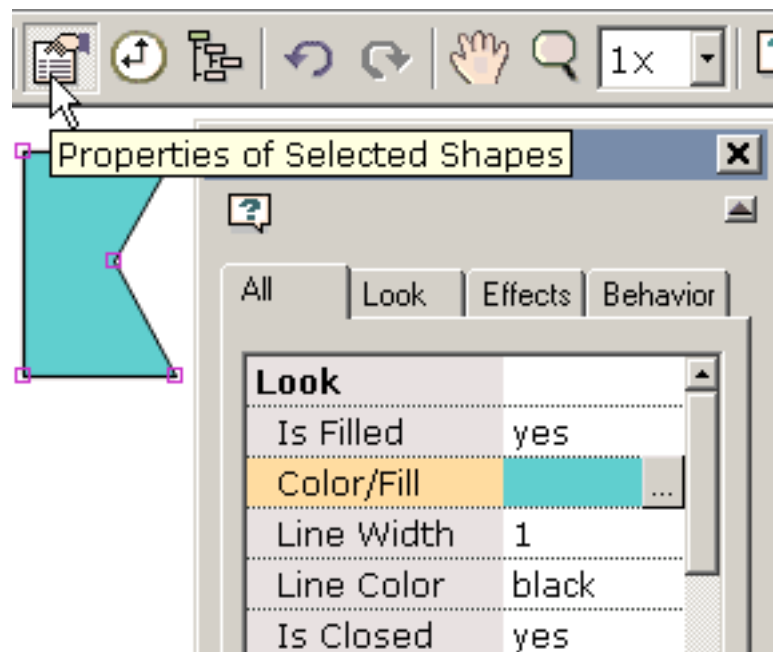 1x
Properties of Selected Shapes
All Look Effects Behavior
Look
Is Filled yes
Color/Fill ...
Line Width 1
Line Color black
Is Closed yes